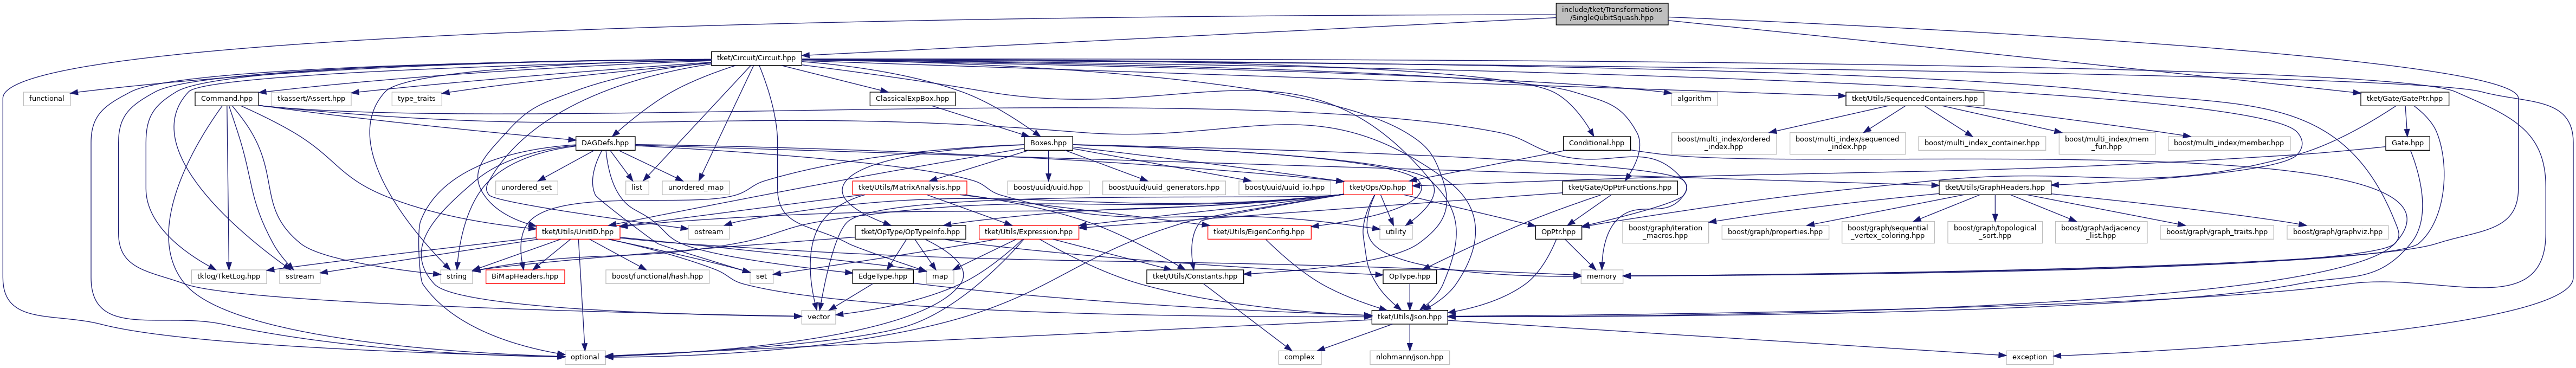 include/tket/Transformations
/SingleQubitSquash.hpp
tket/Circuit/Circuit.hpp
functional
Command.hpp
tkassert/Assert.hpp
type_traits
ClassicalExpBox.hpp
algorithm
tket/Utils/SequencedContainers.hpp
tket/Gate/GatePtr.hpp
DAGDefs.hpp
Boxes.hpp
Conditional.hpp
boost/multi_index/ordered
_index.hpp
boost/multi_index/sequenced
_index.hpp
boost/multi_index_container.hpp
boost/multi_index/mem
_fun.hpp
boost/multi_index/member.hpp
Gate.hpp
unordered_set
list
unordered_map
tket/Utils/MatrixAnalysis.hpp
boost/uuid/uuid.hpp
boost/uuid/uuid_generators.hpp
boost/uuid/uuid_io.hpp
tket/Ops/Op.hpp
tket/Gate/OpPtrFunctions.hpp
tket/Utils/GraphHeaders.hpp
tket/Utils/UnitID.hpp
ostream
tket/OpType/OpTypeInfo.hpp
tket/Utils/Expression.hpp
tket/Utils/EigenConfig.hpp
utility
OpPtr.hpp
boost/graph/iteration
_macros.hpp
boost/graph/properties.hpp
boost/graph/sequential
_vertex_coloring.hpp
boost/graph/topological
_sort.hpp
boost/graph/adjacency
_list.hpp
boost/graph/graph_traits.hpp
boost/graph/graphviz.hpp
tklog/TketLog.hpp
sstream
string
BiMapHeaders.hpp
boost/functional/hash.hpp
set
EdgeType.hpp
map
tket/Utils/Constants.hpp
OpType.hpp
memory
vector
tket/Utils/Json.hpp
optional
complex
nlohmann/json.hpp
exception